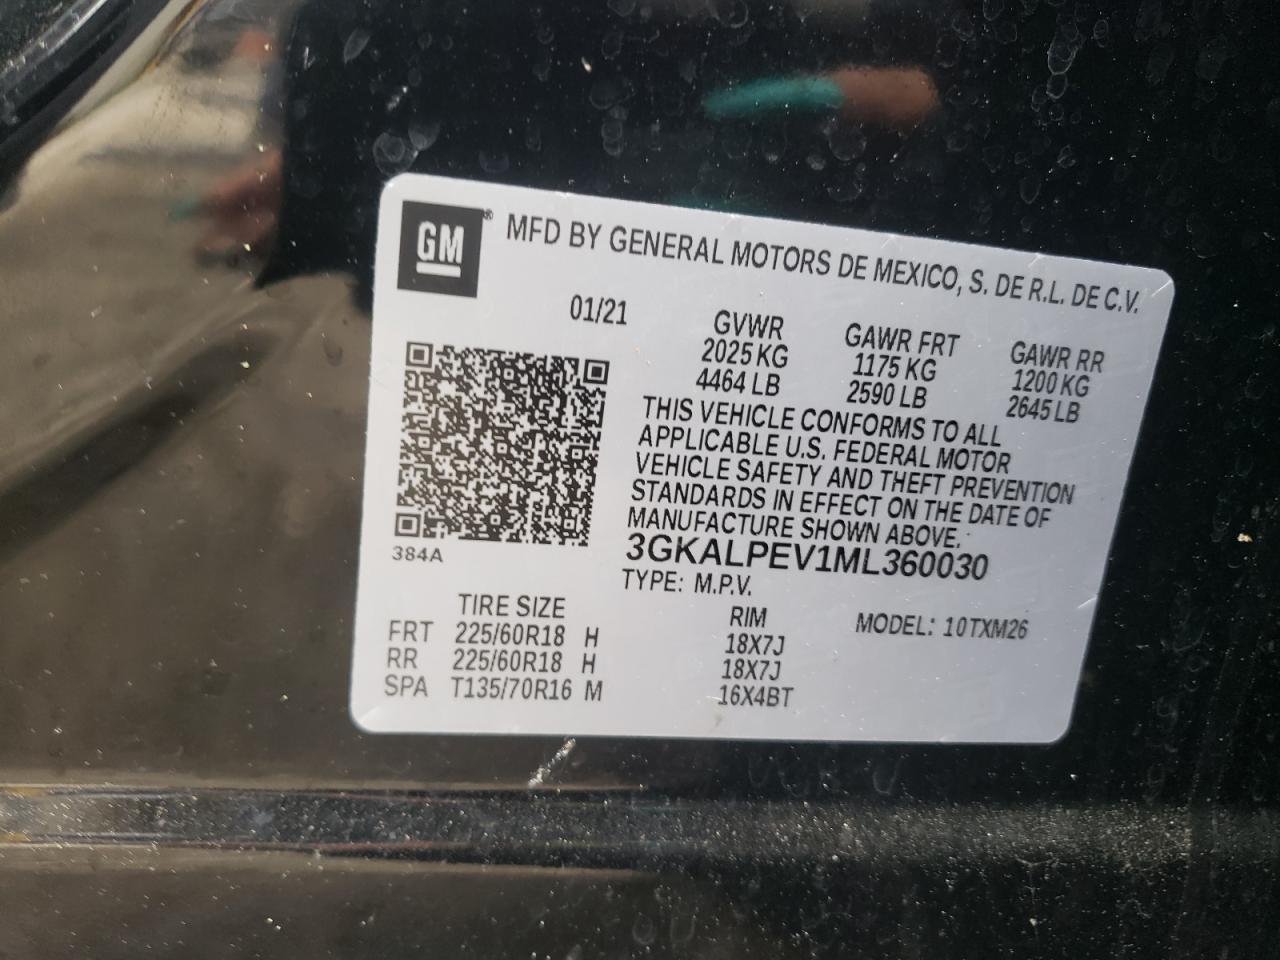 GM® MFD BY GENERAL MOTORS DE MEXICO, S. DE R.L. DE C.V.
01/21
GVWR GAWR FRT GAWR RR
2025 KG 1175 KG 1200 KG
4464 LB 2590 LB 2645 LB
THIS VEHICLE CONFORMS TO ALL
APPLICABLE U.S. FEDERAL MOTOR
VEHICLE SAFETY AND THEFT PREVENTION
STANDARDS IN EFFECT ON THE DATE OF
MANUFACTURE SHOWN ABOVE.
384A
3GKALPEV1ML360030
TYPE: M.P.V.
TIRE SIZE RIM MODEL: 10TXM26
FRT 225/60R18 H 18X7J
RR 225/60R18 H 18X7J
SPA T135/70R16 M 16X4BT